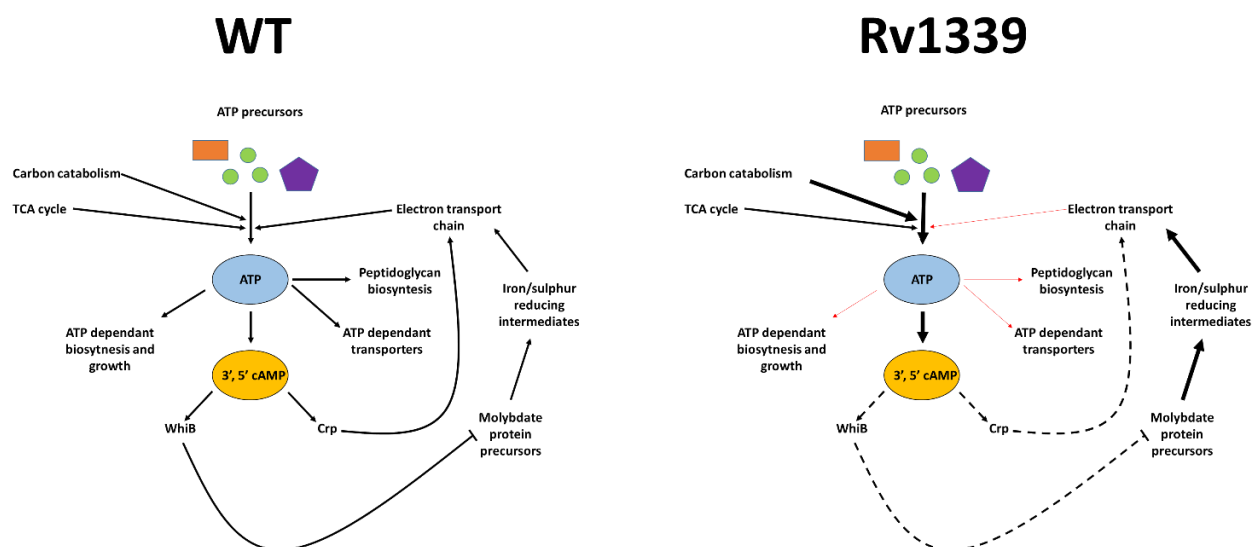 WT
ATP precursors
Carbon catabolism
TCA cycle
Electron transport
chain
ATP
Peptidoglycan
biosyntesis
Iron/sulphur
reducing
intermediates
ATP dependant
biosytnesis and
growth
ATP dependant
transporters
3’, 5’ cAMP
WhiB
Crp
Molybdate
protein
precursors
Rv1339
ATP precursors
Carbon catabolism
TCA cycle
Electron transport
chain
ATP
Peptidoglycan
biosyntesis
Iron/sulphur
reducing
intermediates
ATP dependant
biosytnesis and
growth
ATP dependant
transporters
3’, 5’ cAMP
WhiB
Crp
Molybdate
protein
precursors